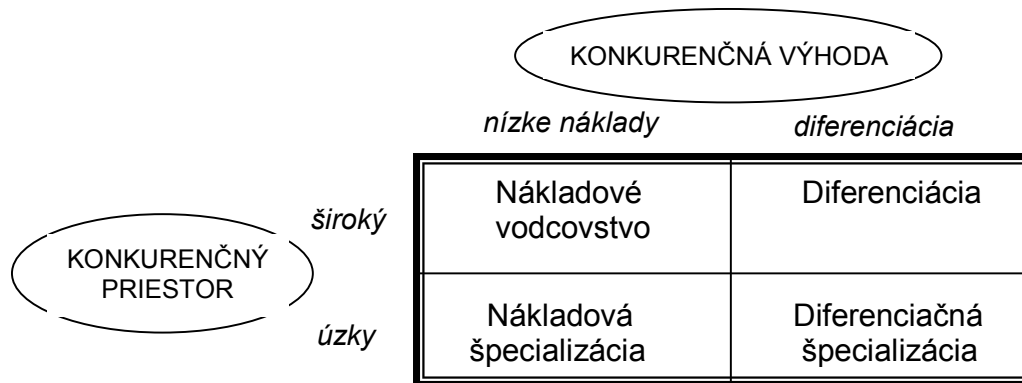 KONKURENČNÁ VÝHODA
nízke náklady diferenciácia
široký
Nákladové
vodcovstvo
Diferenciácia
KONKURENČNÝ
PRIESTOR
úzky
Nákladová
špecializácia
Diferenciačná
špecializácia